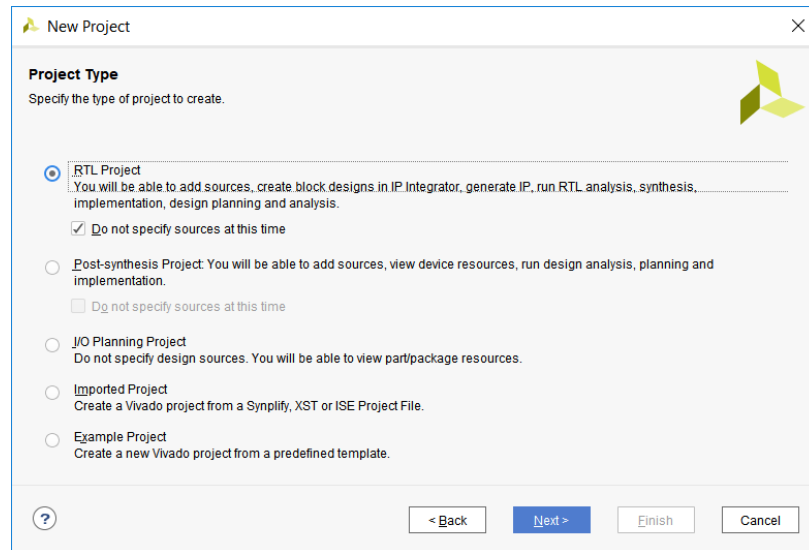 New Project
Project Type
Specify the type of project to create.
RTL Project
You will be able to add sources, create block designs in IP Integrator, generate IP, run RTL analysis, synthesis,
implementation, design planning and analysis.
Do not specify sources at this time
Post-synthesis Project: You will be able to add sources, view device resources, run design analysis, planning and
implementation.
Do not specify sources at this time
I/O Planning Project
Do not specify design sources. You will be able to view part/package resources.
Imported Project
Create a Vivado project from a Synplify, XST or ISE Project File.
Example Project
Create a new Vivado project from a predefined template.
? < Back Next > Finish Cancel